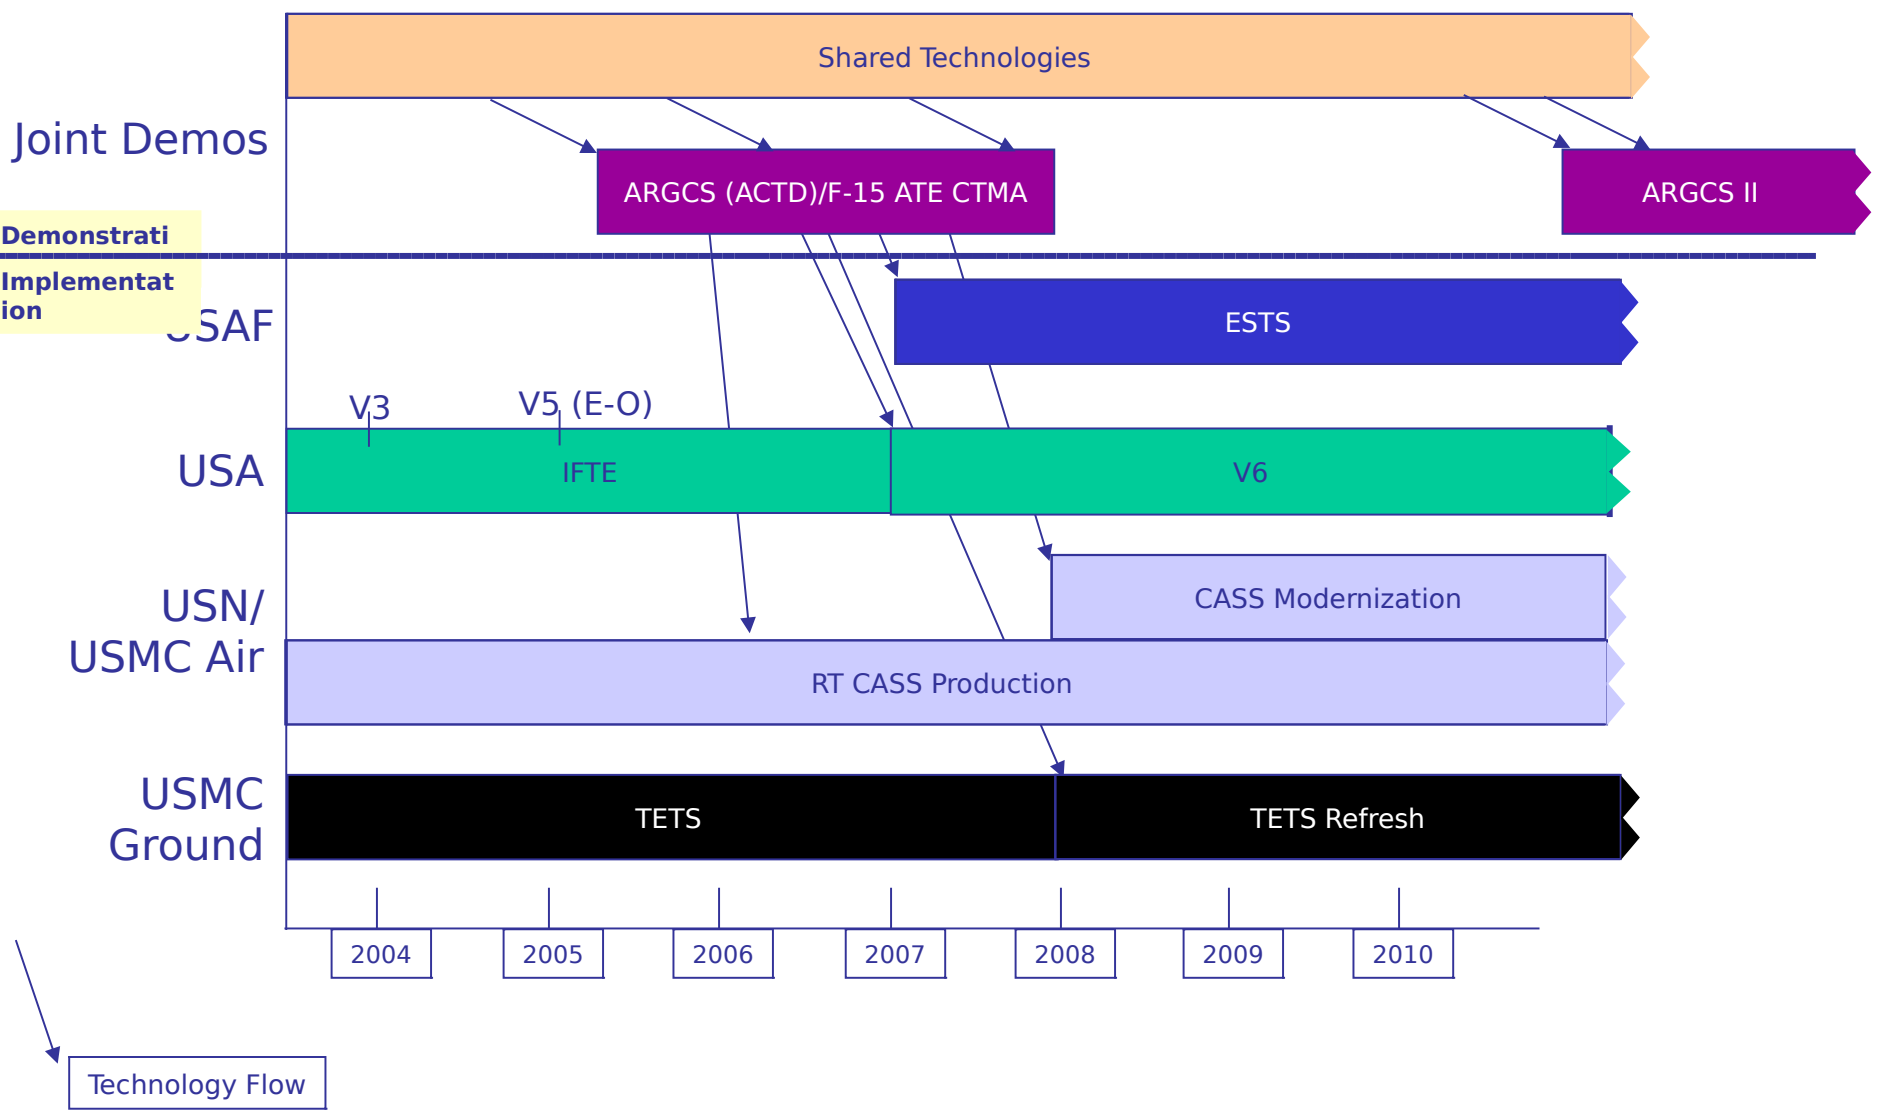 Shared Technologies
Joint Demos
ARGCS (ACTD)/F-15 ATE CTMA
ARGCS II
Demonstrati
Implementat
ion
USAF
ESTS
V3
V5 (E-O)
USA
IFTE
V6
USN/
USMC Air
CASS Modernization
RT CASS Production
USMC
Ground
TETS
TETS Refresh
2004
2005
2006
2007
2008
2009
2010
Technology Flow